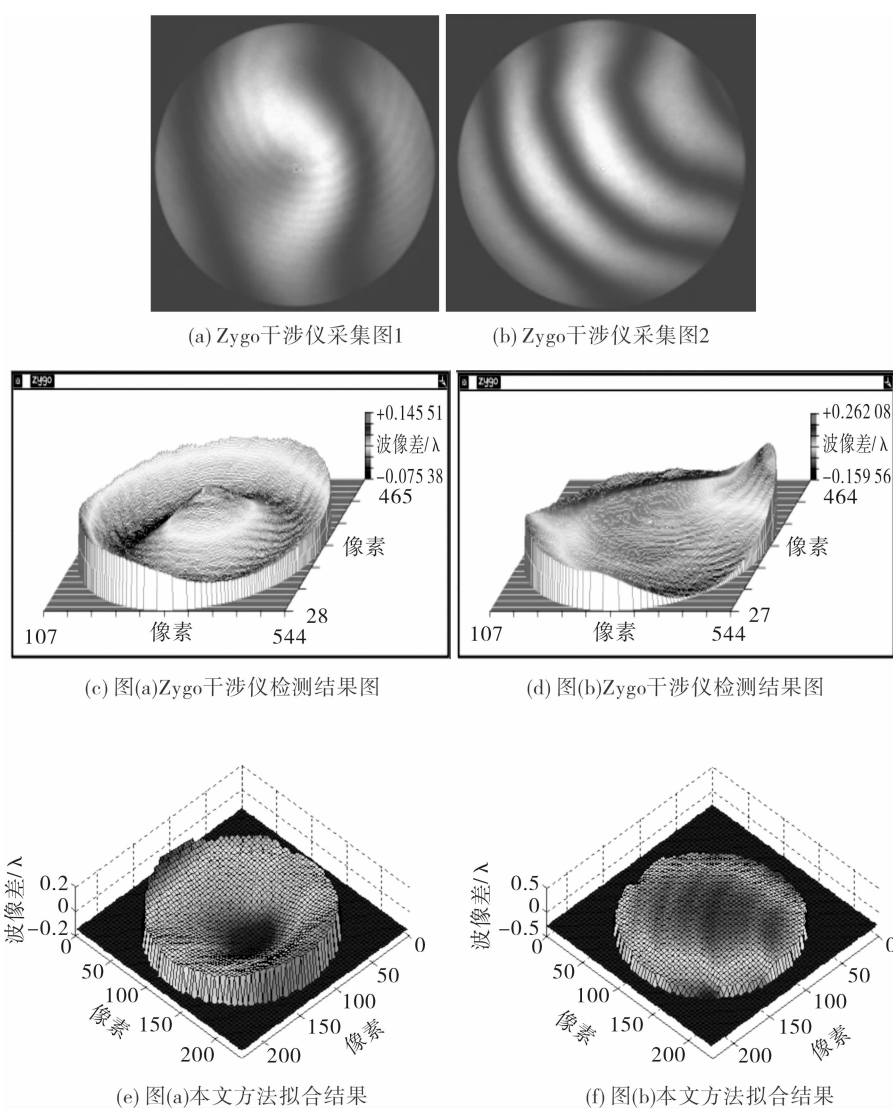 (a) Zygo干涉仪采集图1
(b) Zygo干涉仪采集图2
zygo
+0.145 51
波像差/λ
-0.075 38
465
像素
28
107
像素
544
zygo
+0.262 08
波像差/λ
-0.159 56
464
像素
27
107
像素
544
(c) 图(a)Zygo干涉仪检测结果图
(d) 图(b)Zygo干涉仪检测结果图
波像差/λ
0.2
0
-0.2
0
50
100
150
200
像素
0
50
100
150
200
像素
波像差/λ
0.5
0
-0.5
0
50
100
150
200
像素
0
50
100
150
200
像素
(e) 图(a)本文方法拟合结果
(f) 图(b)本文方法拟合结果